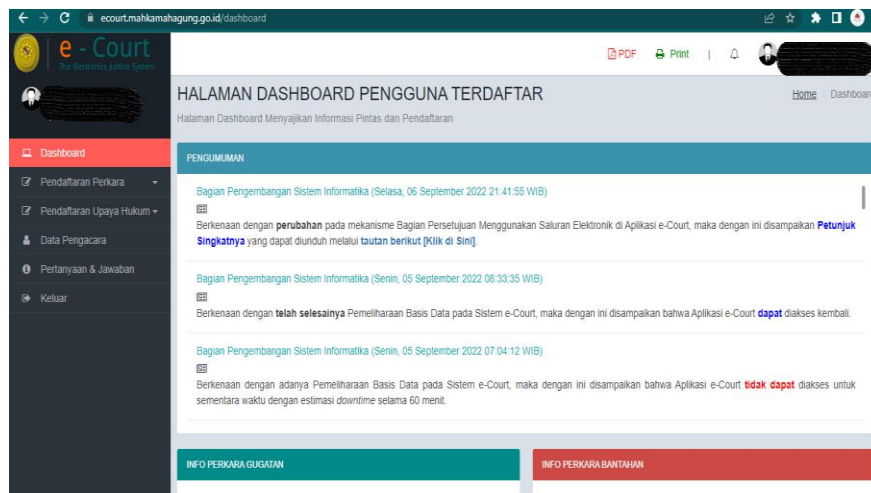 ecourt.mahkamahagung.go.id/dashboard
e - Court
The Electronics Justice System
PDF Print |
HALAMAN DASHBOARD PENGGUNA TERDAFTAR
Home Dashboar
Halaman Dashboard Menyajikan Informasi Pintas dan Pendaftaran
Dashboard
Pendaftaran Perkara
Pendaftaran Upaya Hukum
Data Pengacara
Pertanyaan & Jawaban
Keluar
PENGUMUMAN
Bagian Pengembangan Sistem Informatika (Selasa, 06 September 2022 21:41:55 WIB)
Berkenaan dengan perubahan pada mekanisme Bagian Persetujuan Menggunakan Saluran Elektronik di Aplikasi e-Court, maka dengan ini disampaikan Petunjuk
Singkatnya yang dapat diunduh melalui tautan berikut [Klik di Sini].
Bagian Pengembangan Sistem Informatika (Senin, 05 September 2022 08:33:35 WIB)
Berkenaan dengan telah selesainya Pemeliharaan Basis Data pada Sistem e-Court, maka dengan ini disampaikan bahwa Aplikasi e-Court dapat diakses kembali.
Bagian Pengembangan Sistem Informatika (Senin, 05 September 2022 07:04:12 WIB)
Berkenaan dengan adanya Pemeliharaan Basis Data pada Sistem e-Court, maka dengan ini disampaikan bahwa Aplikasi e-Court tidak dapat diakses untuk
sementara waktu dengan estimasi downtime selama 60 menit.
INFO PERKARA GUGATAN
INFO PERKARA BANTAHAN